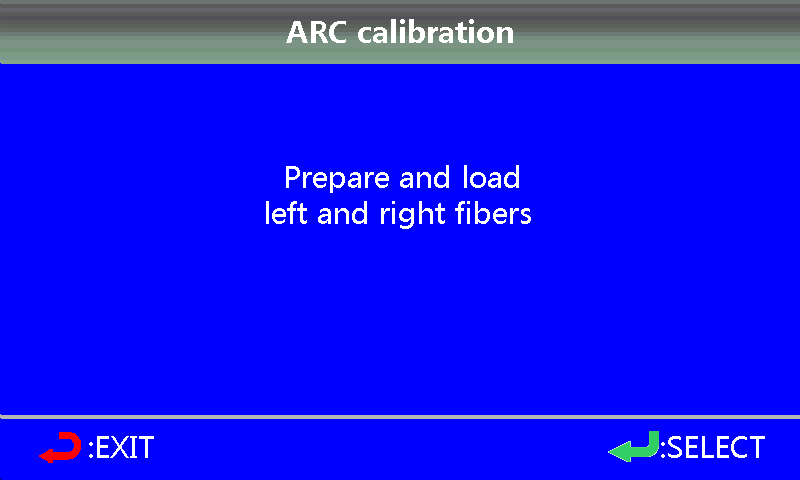 ARC calibration
Prepare and load
left and right fibers
:EXIT
:SELECT